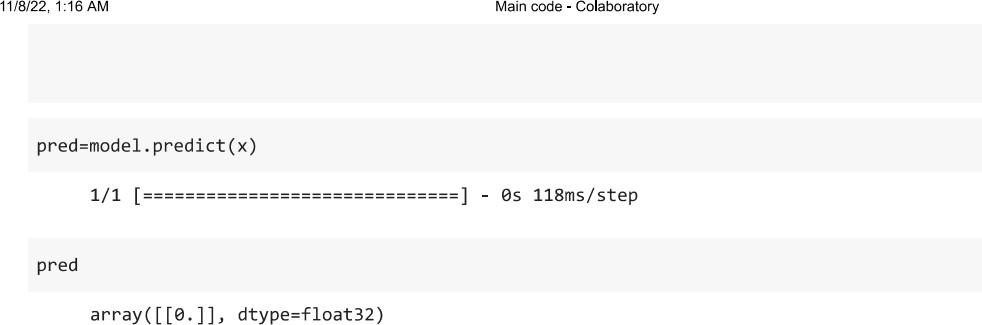 11/8/22, 1:16 AM Main code - Colaboratory
pred=model.predict(x)
1/1 [==============================] - 0s 118ms/step
pred
array([[0.]], dtype=float32)